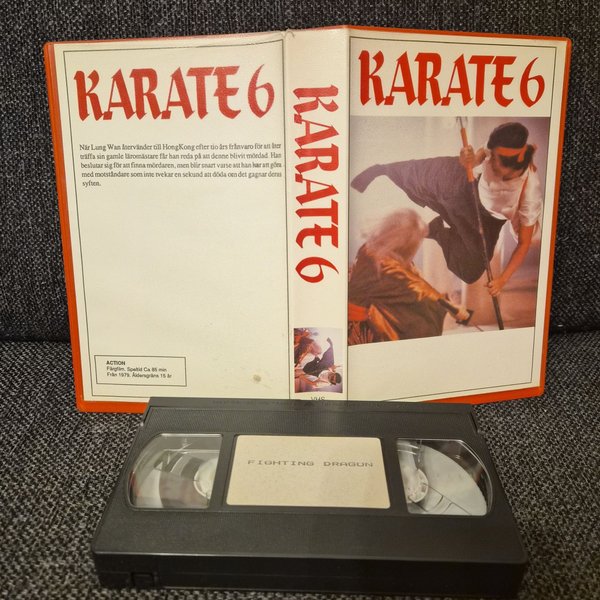 KARATE 6
När Lung Wan återvänder till HongKong efter tio års frånvaro för att åter
träffa sin gamle läromästare får han reda på att denne blivit mördad. Han
beslutar sig för att finna mördaren, men blir snart varse att han har att göra
med motståndare som inte tvekan en sekund att döda om det gagnar deras
syften.
ACTION
Färgfilm. Speltid Ca 85 min
Från 1979. Åldersgräns 15 år
KARATE 6
VHS
KARATE 6
FIGHTING DRAGUN